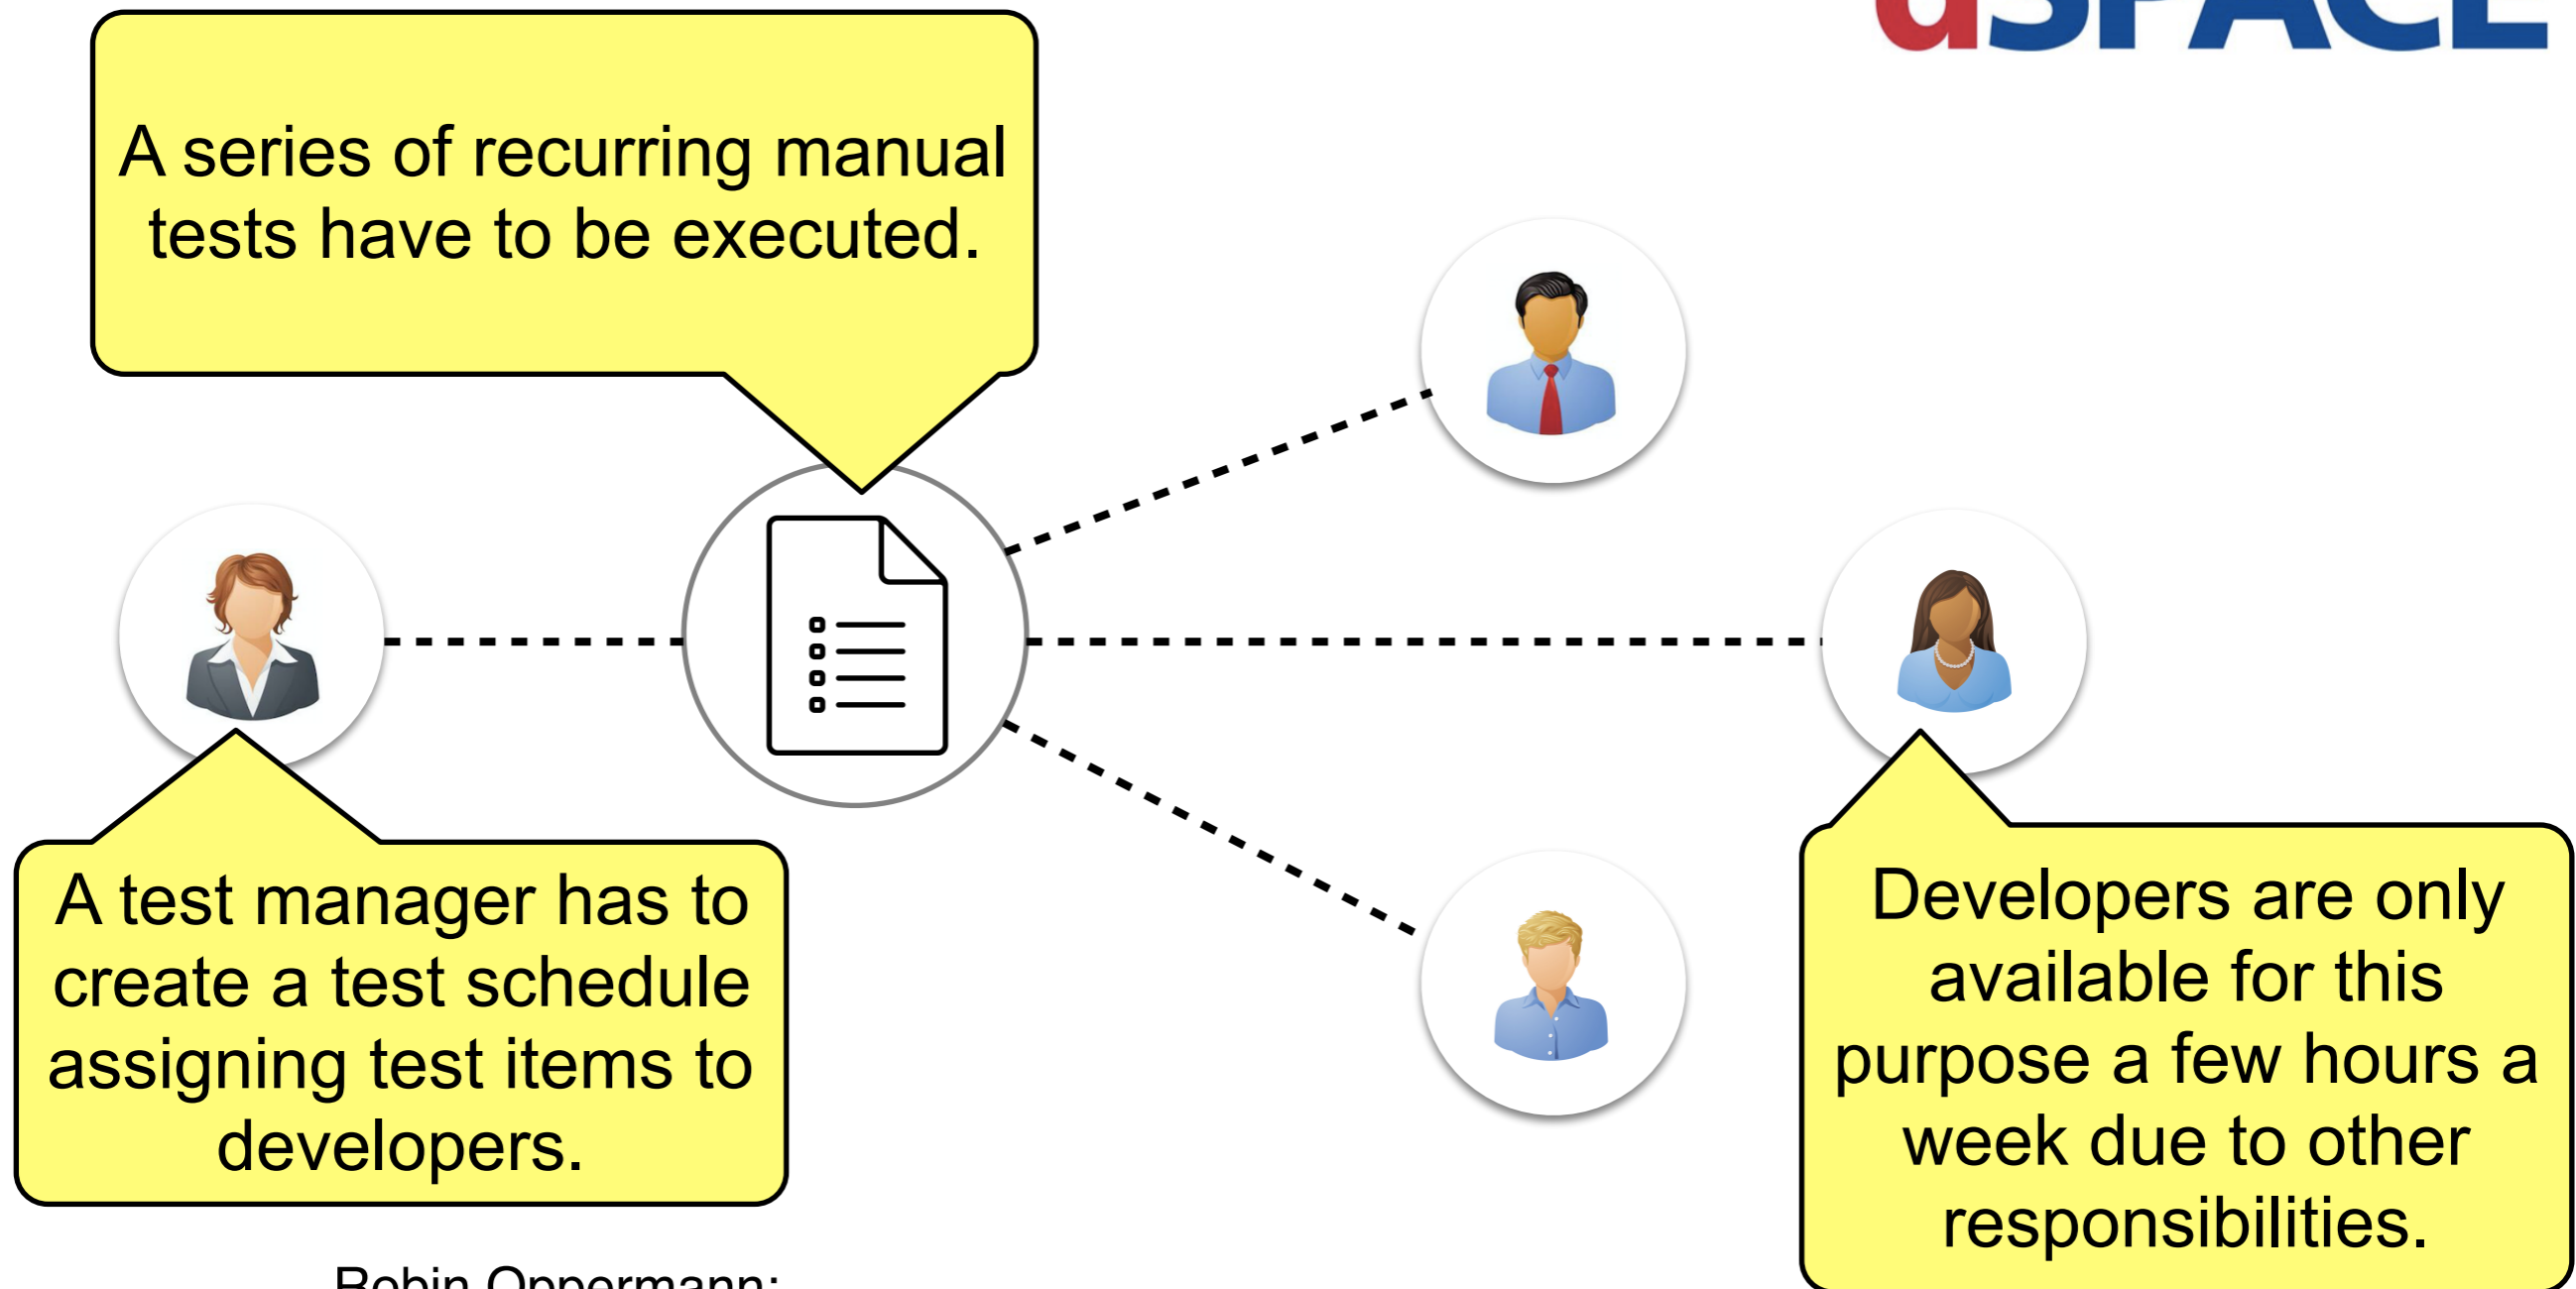 dSPACE
A series of recurring manual
tests have to be executed.
A test manager has to
create a test schedule
assigning test items to
developers.
Developers are only
available for this
purpose a few hours a
week due to other
responsibilities.
Robin Oppermann: